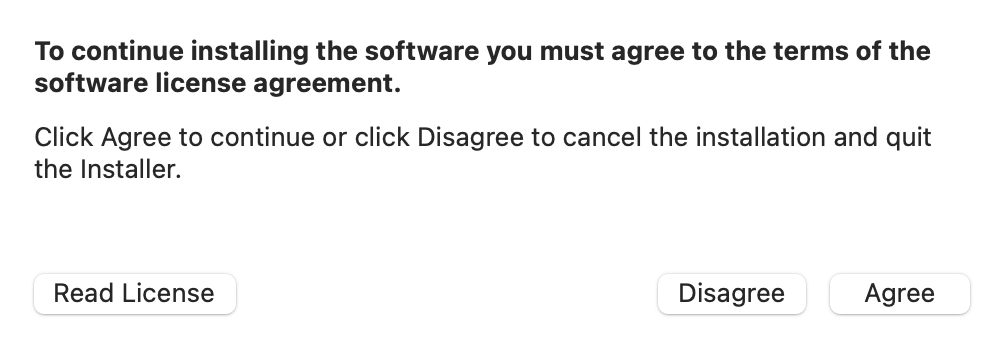 To continue installing the software you must agree to the terms of the
software license agreement.
Click Agree to continue or click Disagree to cancel the installation and quit
the Installer.
Read License
Disagree
Agree